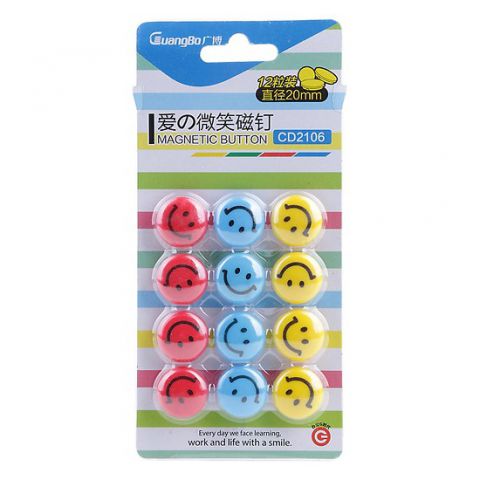 GuangBo广博
12粒装
直径20mm
爱の微笑磁钉
MAGNETIC BUTTON
CD2106
Every day we face learning,
work and life with a smile.